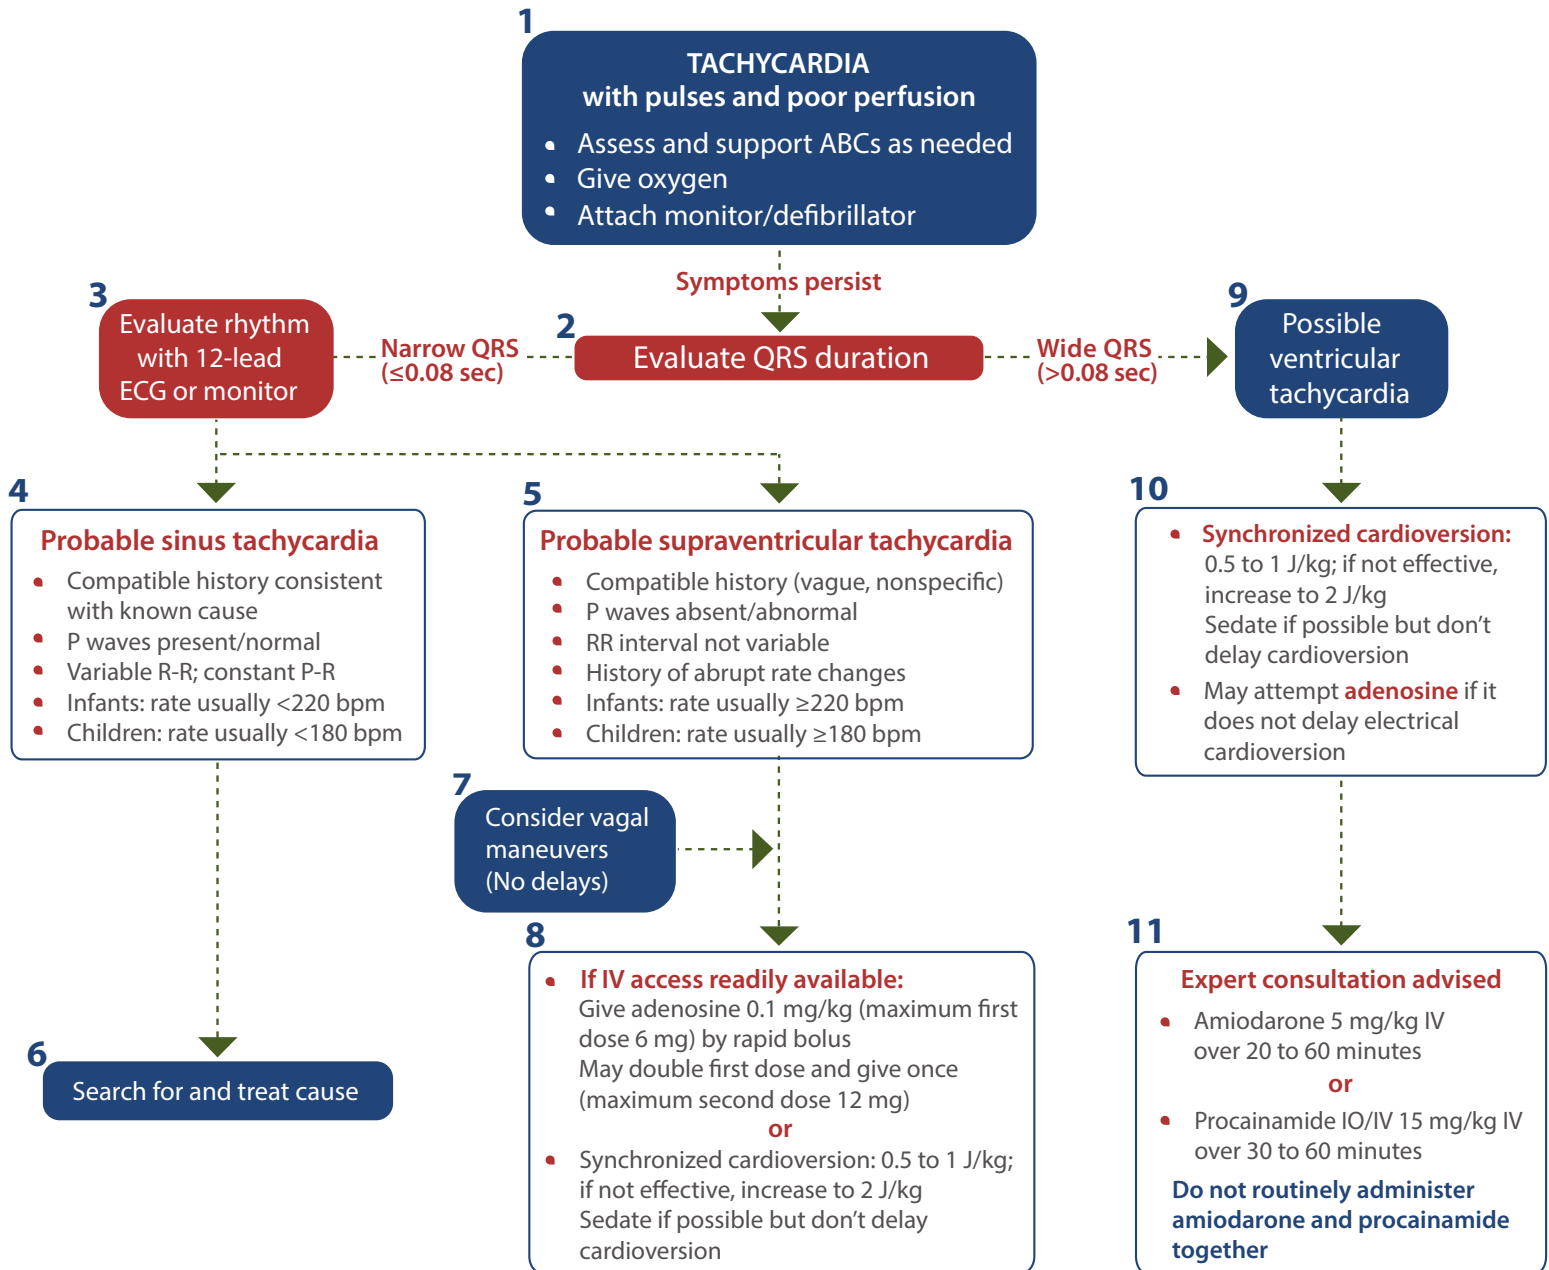 1
TACHYCARDIA
with pulses and poor perfusion
Assess and support ABCs as needed
Give oxygen
Attach monitor/defibrillator
Symptoms persist
2
Evaluate QRS duration
Narrow QRS
(≤0.08 sec)
Wide QRS
(>0.08 sec)
3
Evaluate rhythm
with 12-lead
ECG or monitor
9
Possible
ventricular
tachycardia
4
Probable sinus tachycardia
Compatible history consistent
with known cause
P waves present/normal
Variable R-R; constant P-R
Infants: rate usually <220 bpm
Children: rate usually <180 bpm
5
Probable supraventricular tachycardia
Compatible history (vague, nonspecific)
P waves absent/abnormal
RR interval not variable
History of abrupt rate changes
Infants: rate usually ≥220 bpm
Children: rate usually ≥180 bpm
10
Synchronized cardioversion:
0.5 to 1 J/kg; if not effective,
increase to 2 J/kg
Sedate if possible but don't
delay cardioversion
May attempt adenosine if it
does not delay electrical
cardioversion
7
Consider vagal
maneuvers
(No delays)
6
Search for and treat cause
8
If IV access readily available:
Give adenosine 0.1 mg/kg (maximum first
dose 6 mg) by rapid bolus
May double first dose and give once
(maximum second dose 12 mg)
or
Synchronized cardioversion: 0.5 to 1 J/kg;
if not effective, increase to 2 J/kg
Sedate if possible but don't delay
cardioversion
11
Expert consultation advised
Amiodarone 5 mg/kg IV
over 20 to 60 minutes
or
Procainamide IO/IV 15 mg/kg IV
over 30 to 60 minutes
Do not routinely administer
amiodarone and procainamide
together